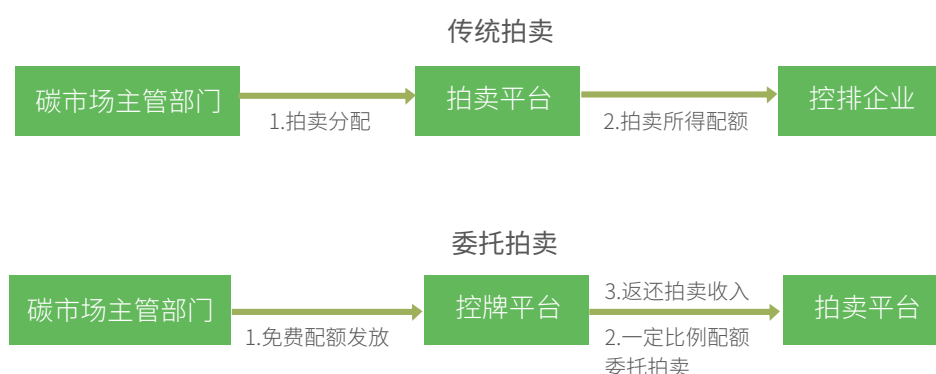 传统拍卖
碳市场主管部门
拍卖平台
控排企业
1.拍卖分配
2.拍卖所得配额
委托拍卖
碳市场主管部门
控牌平台
拍卖平台
3.返还拍卖收入
1.免费配额发放
2.一定比例配额
委托拍卖